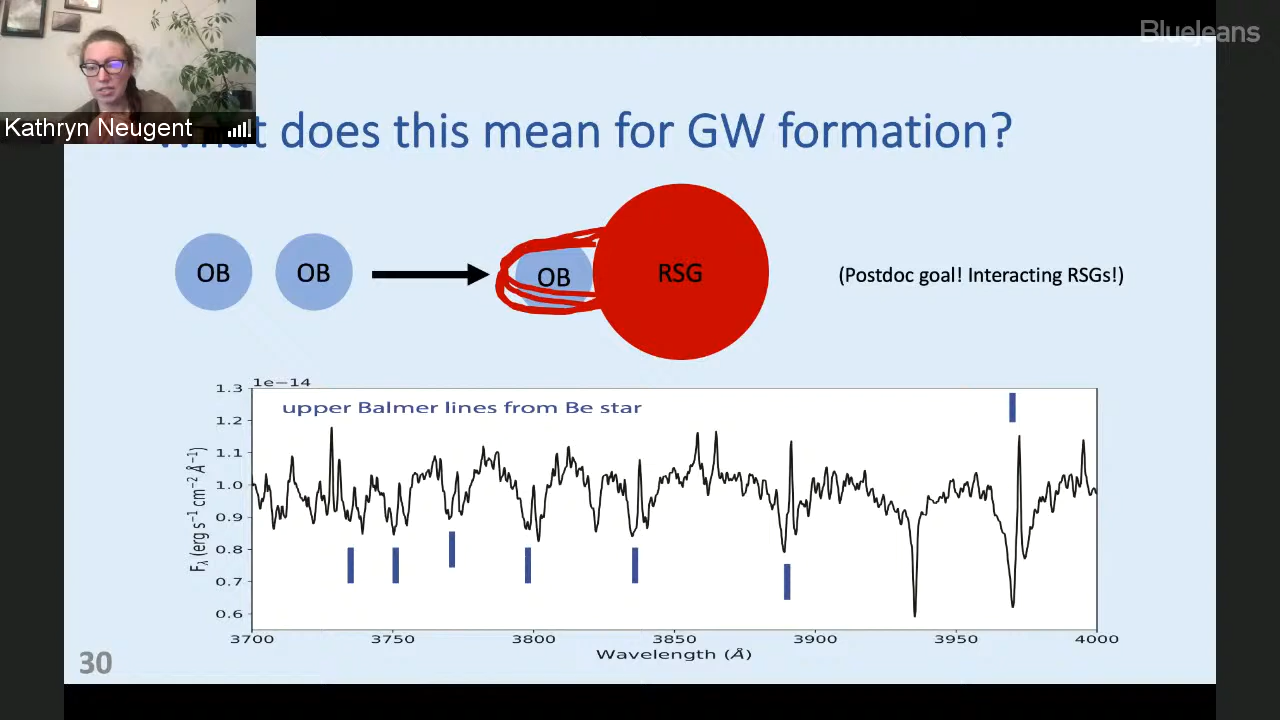 BlueJeans
Kathryn Neugent
What does this mean for GW formation?
OB OB OB RSG (Postdoc goal! Interacting RSGs!)
1e−14
upper Balmer lines from Be star
1.3
1.2
1.1
1.0
0.9
0.8
0.7
0.6
Fλ (erg s⁻¹ cm⁻² Å⁻¹)
3700 3750 3800 3850 3900 3950 4000
Wavelength (Å)
30